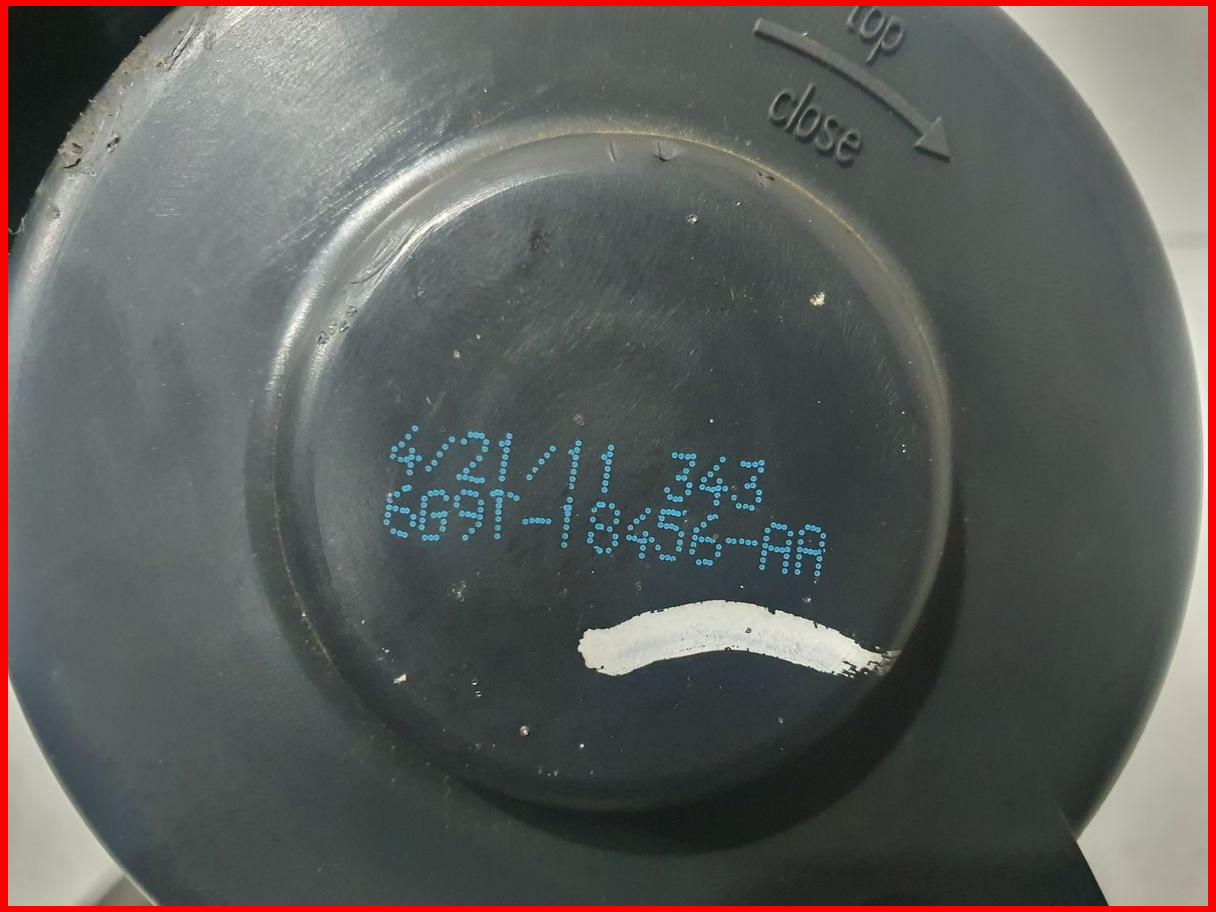 top
close
4/21/11 343
6G9T-18456-AA